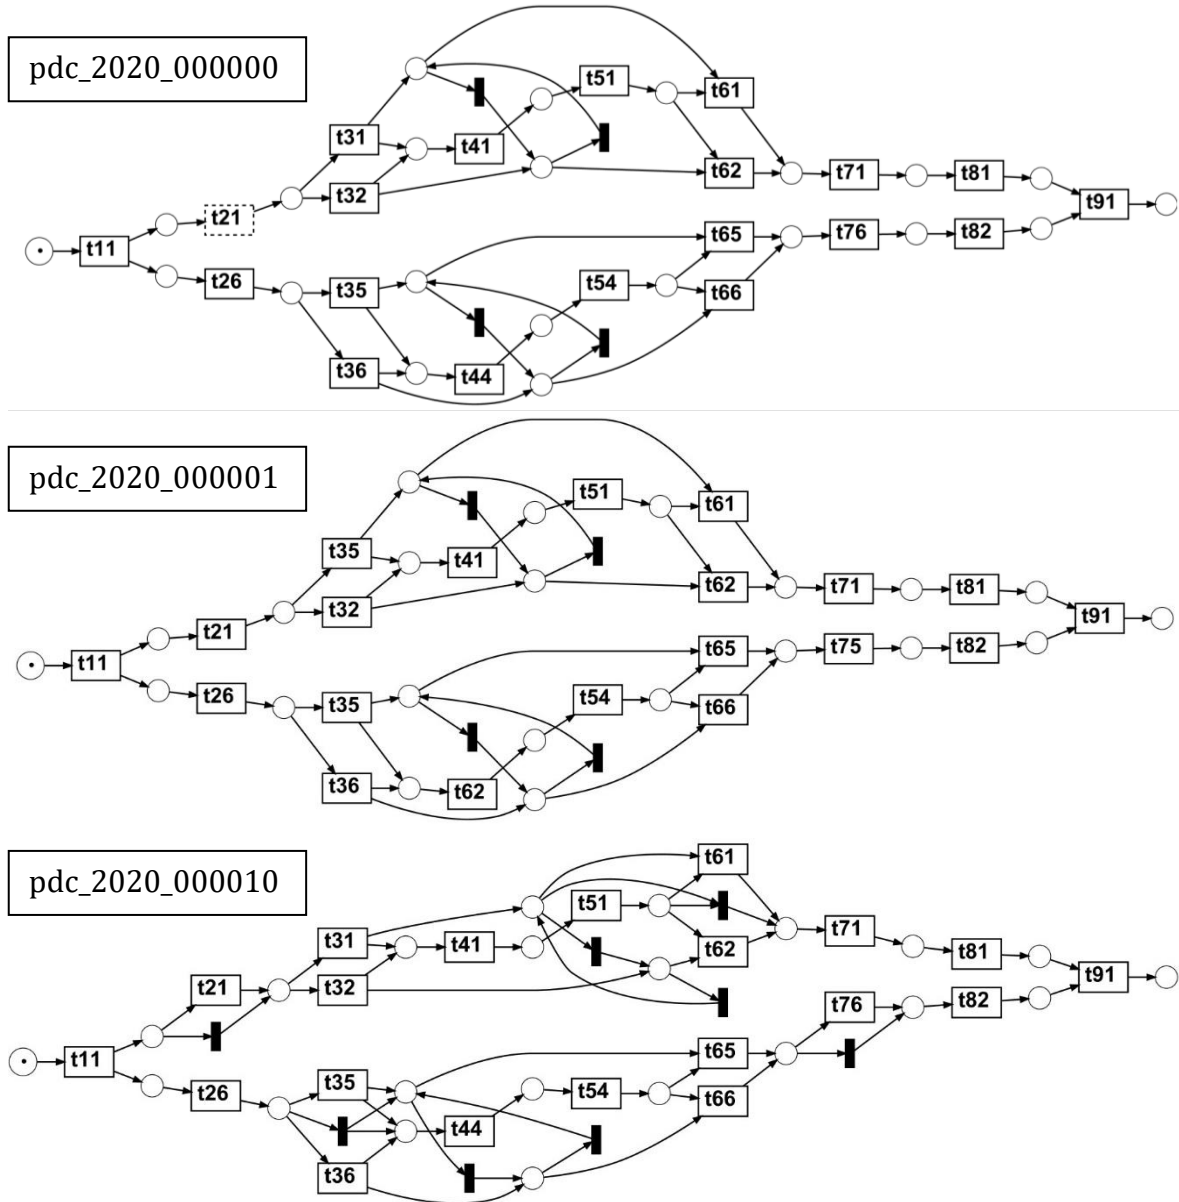 pdc_2020_000000
t51
t61
t31
t41
t62
t71
t81
t32
t21
t91
t11
t65
t76
t82
t26
t35
t54
t66
t36
t44
pdc_2020_000001
t51
t61
t35
t41
t62
t71
t81
t32
t21
t91
t11
t65
t75
t82
t26
t35
t54
t66
t36
t62
pdc_2020_000010
t61
t51
t31
t41
t62
t71
t81
t21
t32
t91
t76
t82
t11
t65
t26
t35
t54
t66
t44
t36